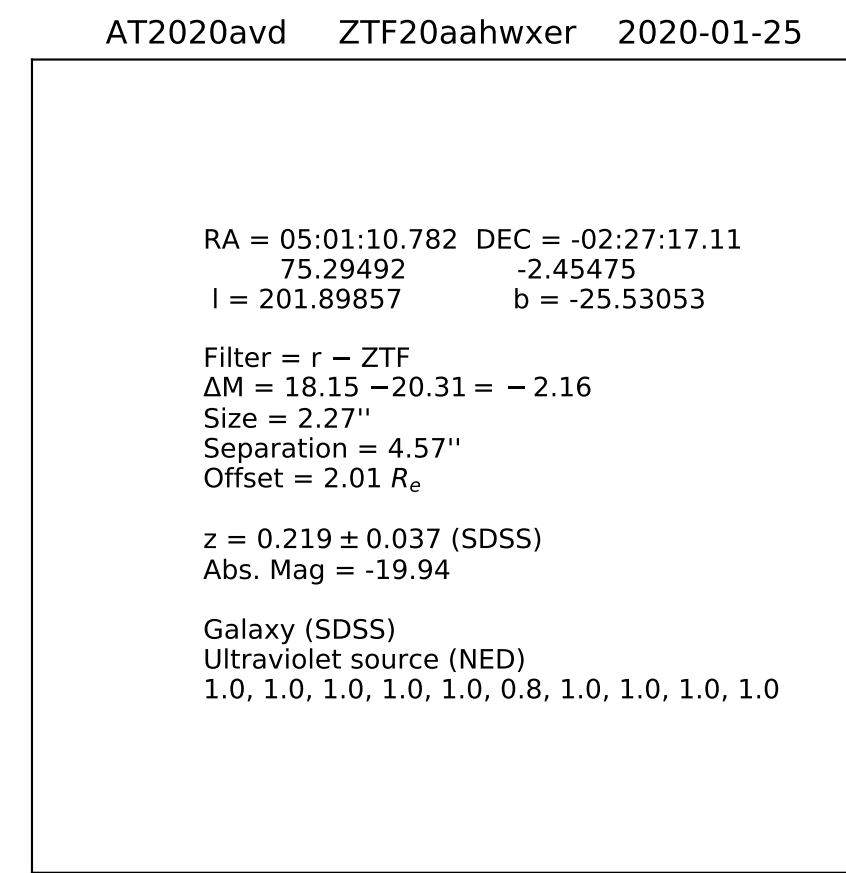 AT2020avd ZTF20aahwxer 2020-01-25
RA = 05:01:10.782 DEC = -02:27:17.11
75.29492 -2.45475
l = 201.89857 b = -25.53053
Filter = r − ZTF
ΔM = 18.15 −20.31 = − 2.16
Size = 2.27''
Separation = 4.57''
Offset = 2.01 Rₑ
z = 0.219 ± 0.037 (SDSS)
Abs. Mag = -19.94
Galaxy (SDSS)
Ultraviolet source (NED)
1.0, 1.0, 1.0, 1.0, 1.0, 0.8, 1.0, 1.0, 1.0, 1.0